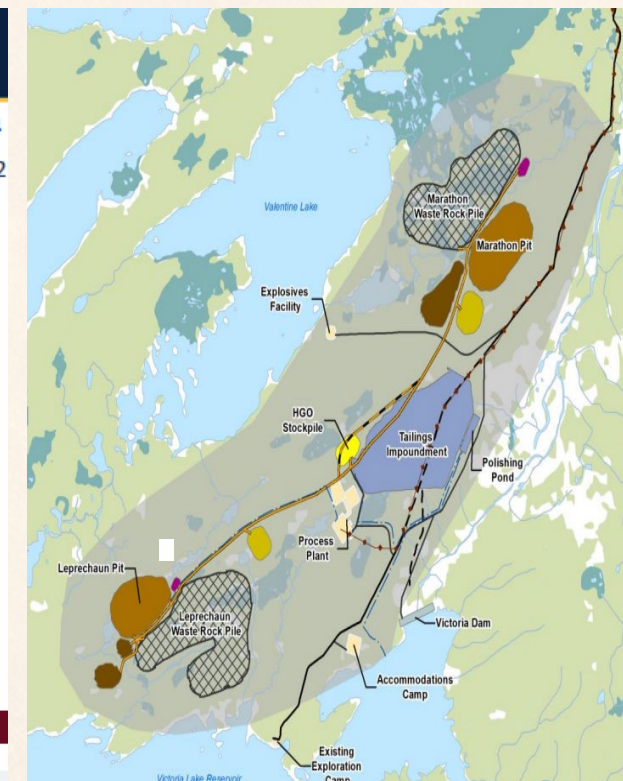 2
Valentine Lake
Marathon
Waste Rock Pile
Marathon Pit
Explosives
Facility
HGO
Stockpile
Tailings
Impoundment
Polishing
Pond
Process
Plant
Leprechaun Pit
Leprechaun
Waste Rock Pile
Victoria Dam
Accommodations
Camp
Existing
Exploration
Camp
Victoria Lake Reservoir